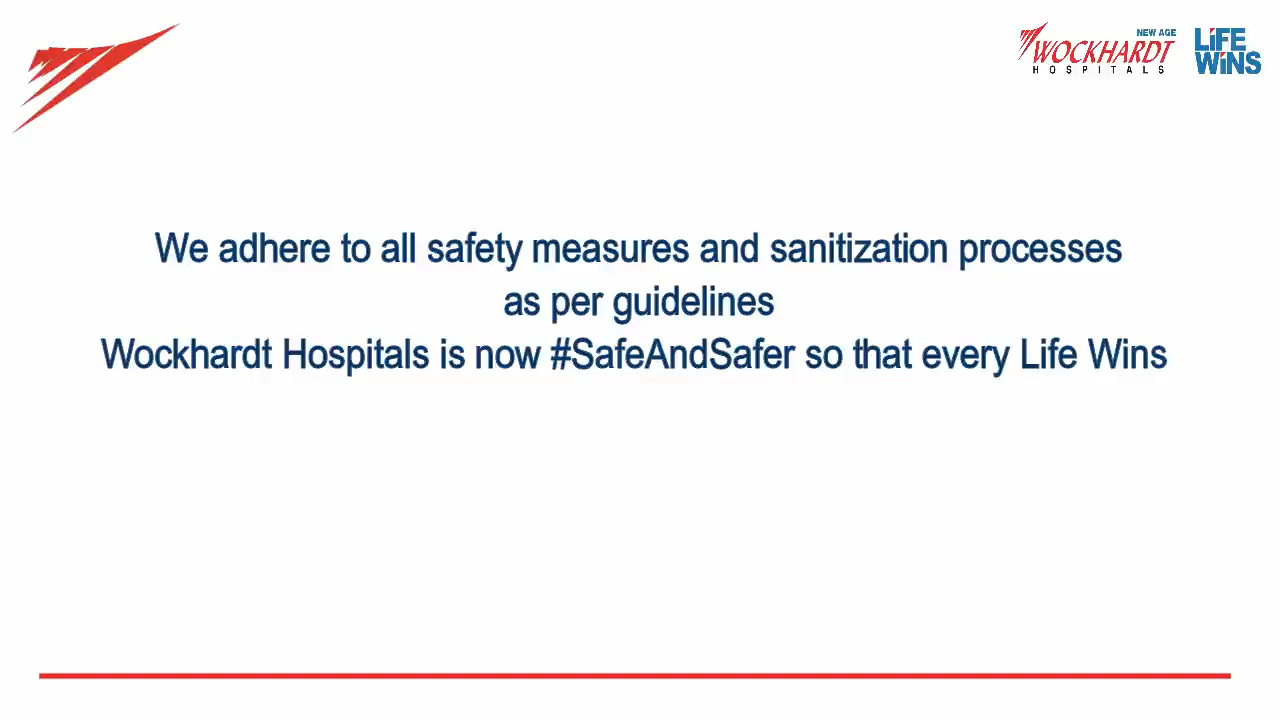 NEW AGE
WOCKHARDT
HOSPITALS
LiFE
WiNS
We adhere to all safety measures and sanitization processes
as per guidelines
Wockhardt Hospitals is now #SafeAndSafer so that every Life Wins